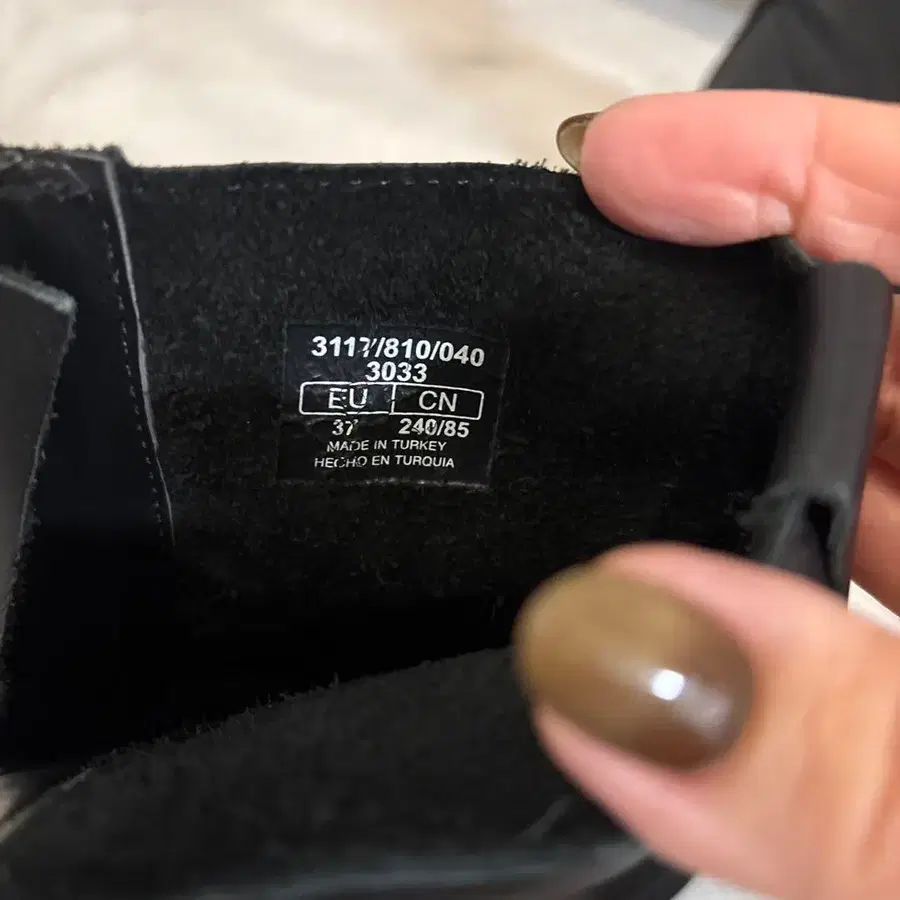 3117/810/040
3033
EU CN
37 240/85
MADE IN TURKEY
HECHO EN TURQUIA